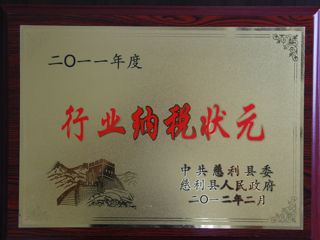 二〇一一年度
行业纳税状元
中共慈利县委
慈利县人民政府
二〇一二年二月